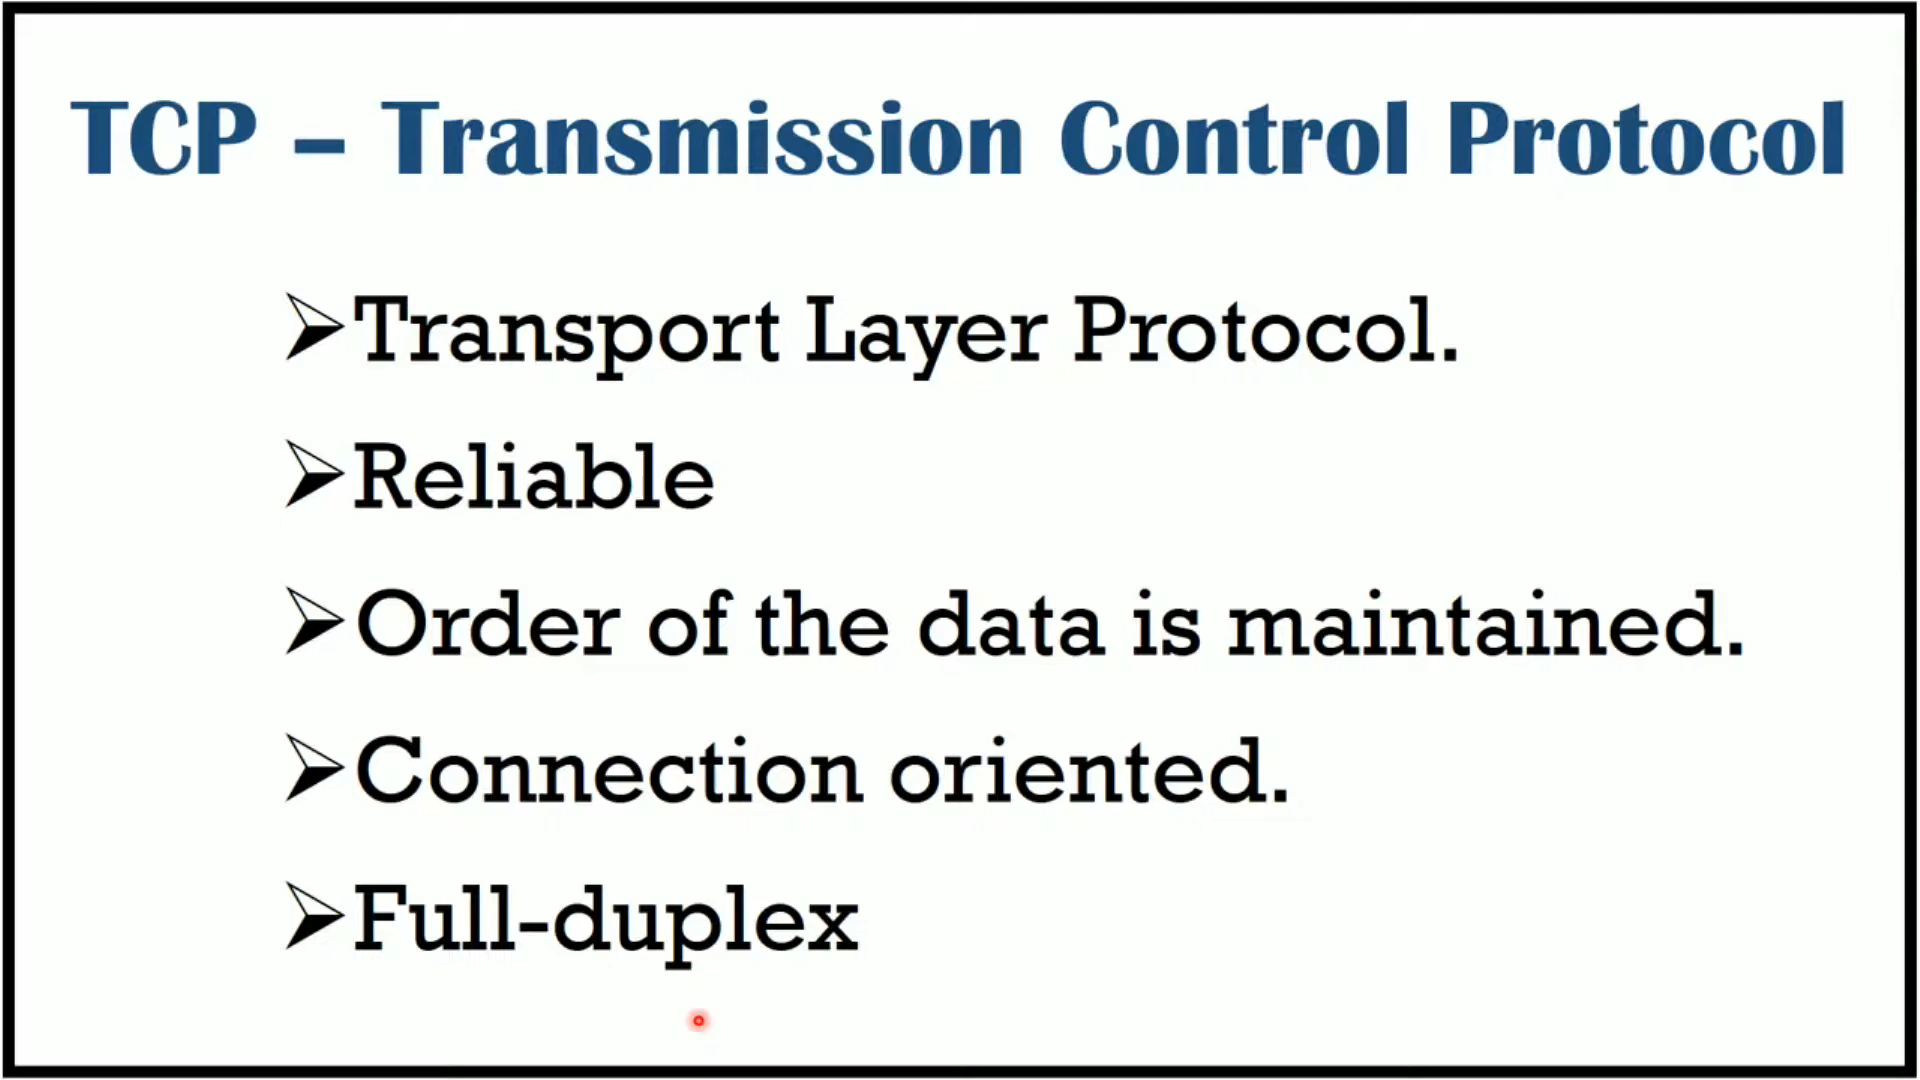 TCP – Transmission Control Protocol
➢Transport Layer Protocol.
➢Reliable
➢Order of the data is maintained.
➢Connection oriented.
➢Full-duplex